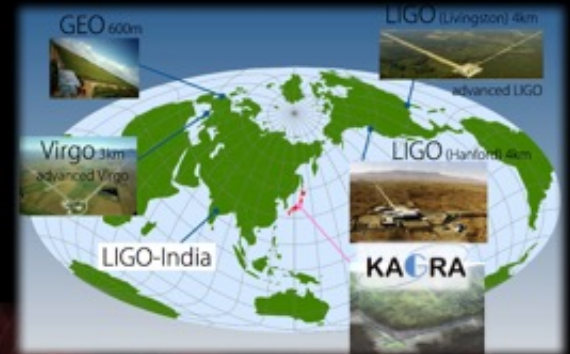 GEO 600m
LIGO (Livingston) 4km
advanced LIGO
Virgo 3km
advanced Virgo
LIGO (Hanford) 4km
LIGO-India
KAGRA